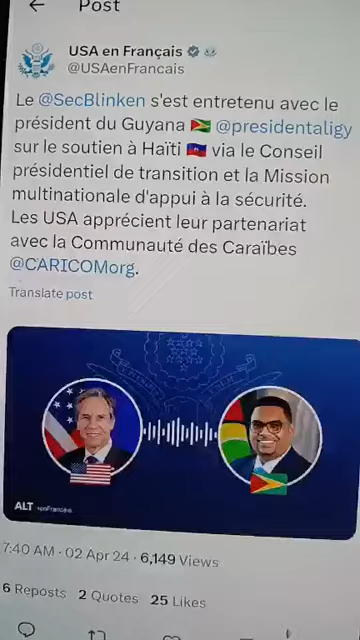 Post
USA en Français
@USAenFrancais
Le @SecBlinken s'est entretenu avec le
président du Guyana 🇬🇾 @presidentaligy
sur le soutien à Haïti 🇭🇹 via le Conseil
présidentiel de transition et la Mission
multinationale d'appui à la sécurité.
Les USA apprécient leur partenariat
avec la Communauté des Caraïbes
@CARICOMorg.
Translate post
ALT
7:40 AM · 02 Apr 24 · 6,149 Views
6 Reposts 2 Quotes 25 Likes